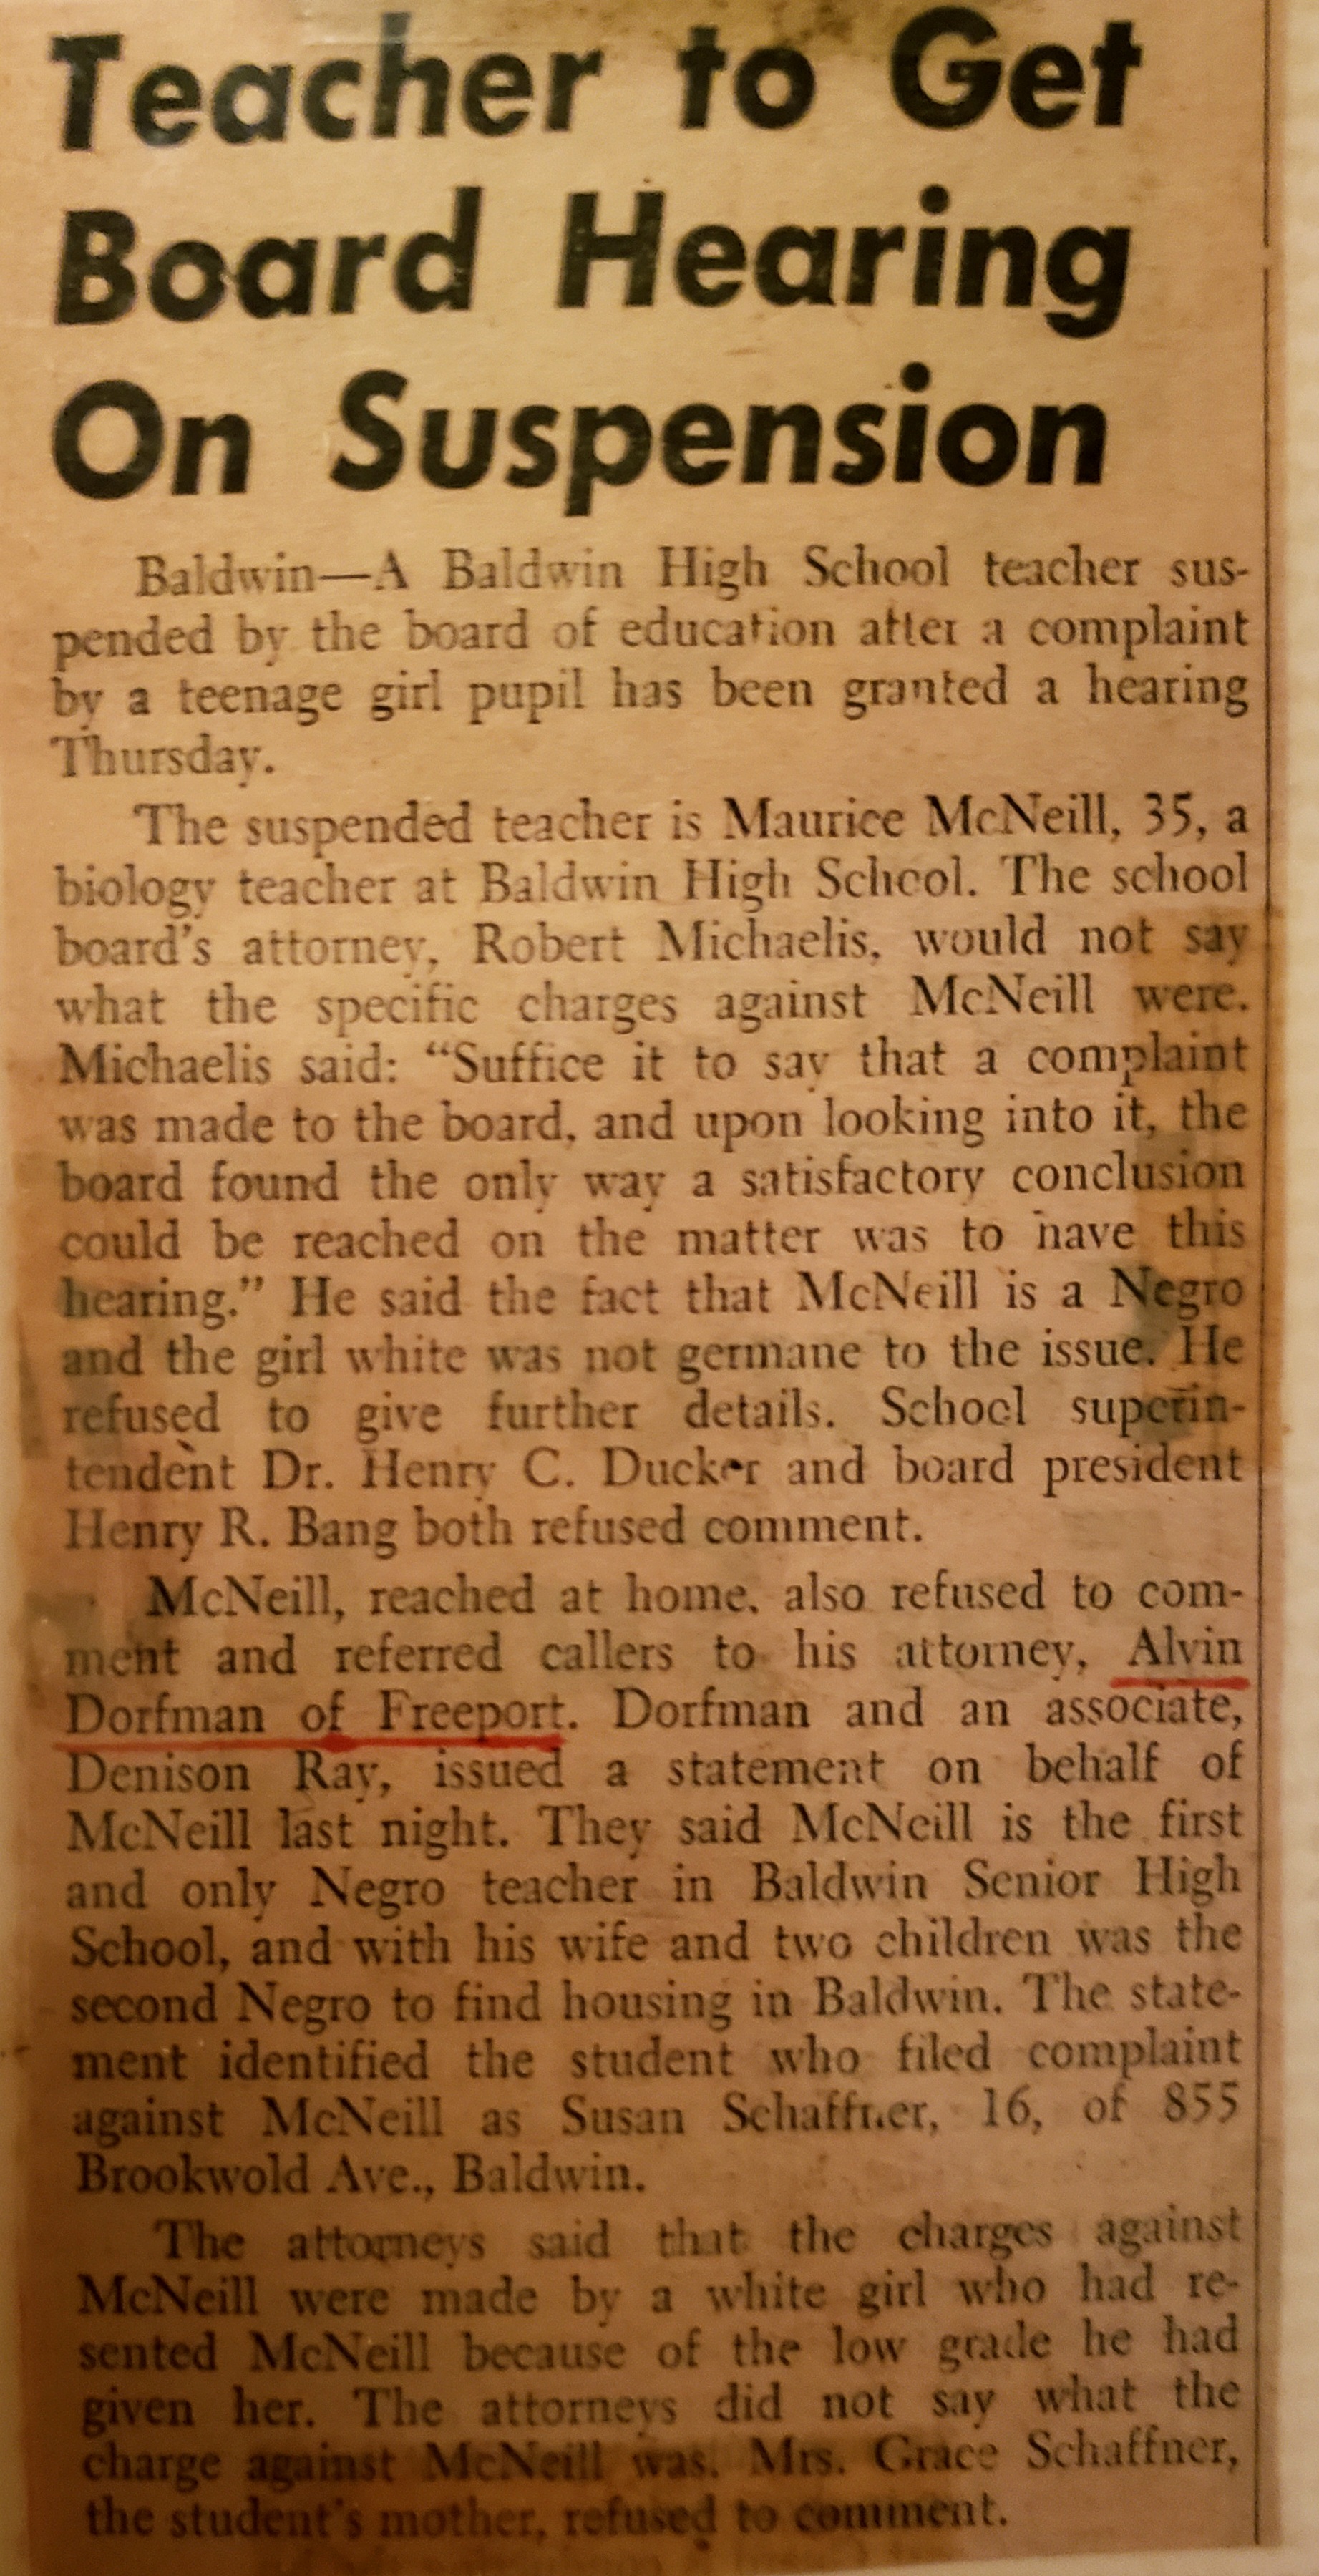 Teacher to Get
Board Hearing
On Suspension
Baldwin—A Baldwin High School teacher sus-
pended by the board of education after a complaint
by a teenage girl pupil has been granted a hearing
Thursday.
The suspended teacher is Maurice McNeill, 35, a
biology teacher at Baldwin High School. The school
board's attorney, Robert Michaelis, would not say
what the specific charges against McNeill were.
Michaelis said: “Suffice it to say that a complaint
was made to the board, and upon looking into it, the
board found the only way a satisfactory conclusion
could be reached on the matter was to have this
hearing.” He said the fact that McNeill is a Negro
and the girl white was not germane to the issue. He
refused to give further details. School superin-
tendent Dr. Henry C. Ducker and board president
Henry R. Bang both refused comment.
McNeill, reached at home, also refused to com-
ment and referred callers to his attorney, Alvin
Dorfman of Freeport. Dorfman and an associate,
Denison Ray, issued a statement on behalf of
McNeill last night. They said McNeill is the first
and only Negro teacher in Baldwin Senior High
School, and with his wife and two children was the
second Negro to find housing in Baldwin. The state-
ment identified the student who filed complaint
against McNeill as Susan Schaffner, 16, of 855
Brookwold Ave., Baldwin.
The attorneys said that the charges against
McNeill were made by a white girl who had re-
sented McNeill because of the low grade he had
given her. The attorneys did not say what the
charge against McNeill was. Mrs. Grace Schaffner,
the student's mother, refused to comment.